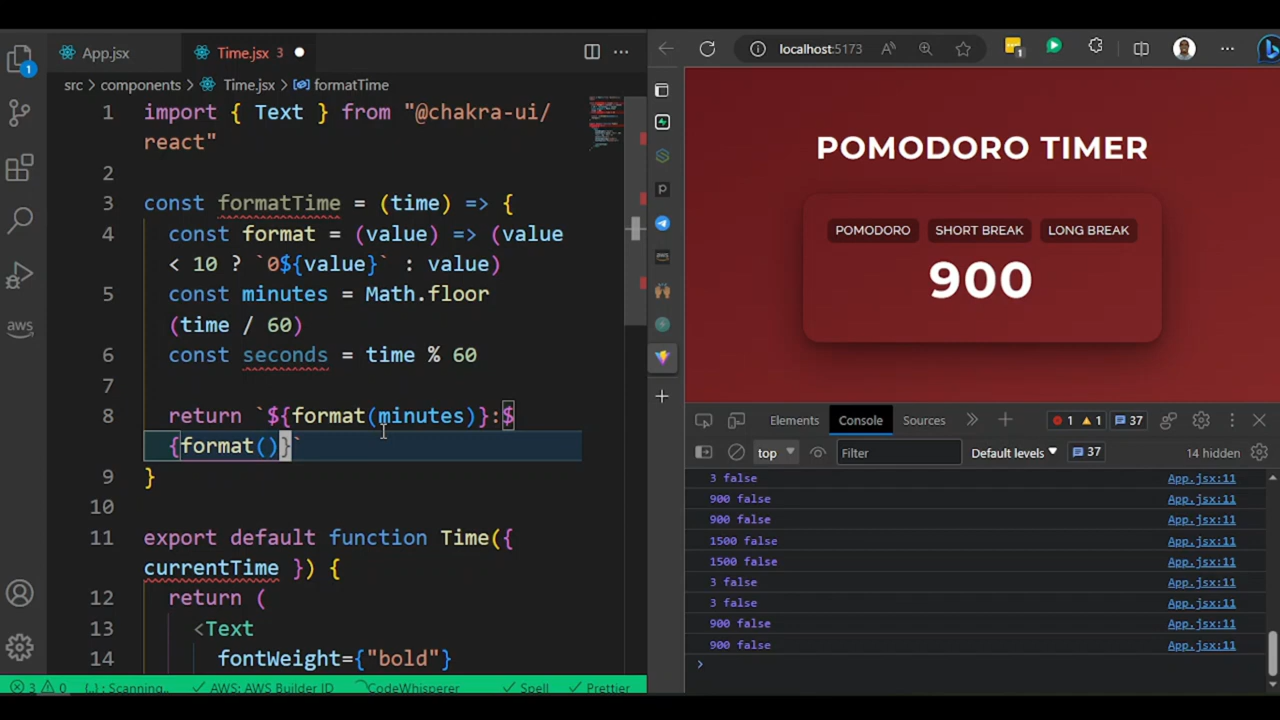 App.jsx
Time.jsx 3
src > components > Time.jsx > formatTime
1 import { Text } from "@chakra-ui/
react"
2
3 const formatTime = (time) => {
4 const format = (value) => (value
< 10 ? `0${value}` : value)
5 const minutes = Math.floor
(time / 60)
6 const seconds = time % 60
7
8 return `${format(minutes)}:$
{format()}`
9 }
10
11 export default function Time({
currentTime }) {
12 return (
13 <Text
14 fontWeight={"bold"}
1
aws
3 0 {..} : Scanning.. AWS: AWS Builder ID CodeWhisperer Spell Prettier
localhost:5173
1
POMODORO TIMER
POMODORO SHORT BREAK LONG BREAK
900
Elements Console Sources 1 1 37
top Filter Default levels 37 14 hidden
3 false App.jsx:11
900 false App.jsx:11
900 false App.jsx:11
1500 false App.jsx:11
1500 false App.jsx:11
3 false App.jsx:11
3 false App.jsx:11
900 false App.jsx:11
900 false App.jsx:11